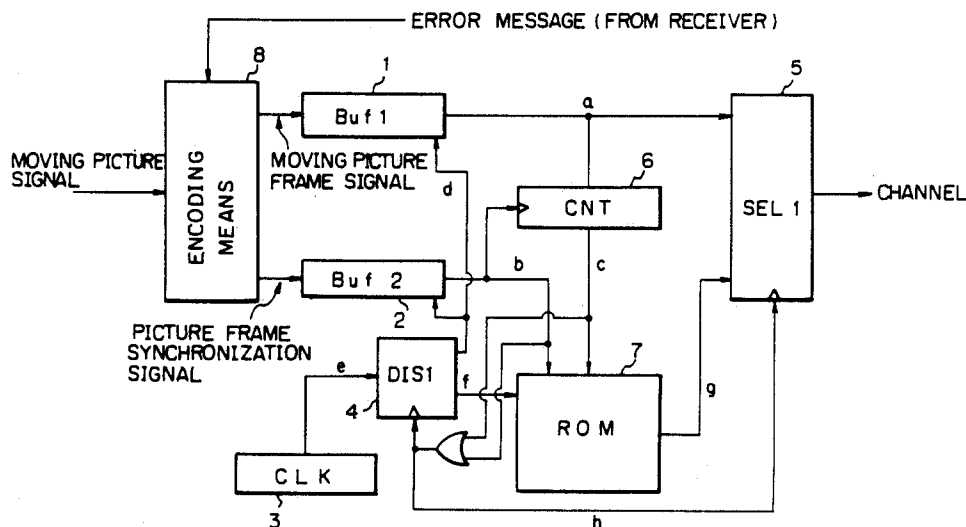 ERROR MESSAGE (FROM RECEIVER)
8
1
5
Buf 1
a
MOVING PICTURE
SIGNAL
ENCODING
MEANS
MOVING PICTURE
FRAME SIGNAL
d
6
CNT
SEL 1
CHANNEL
Buf 2
b
c
2
PICTURE FRAME
SYNCHRONIZATION
SIGNAL
e
DIS1
4
f
7
ROM
g
CLK
3
h